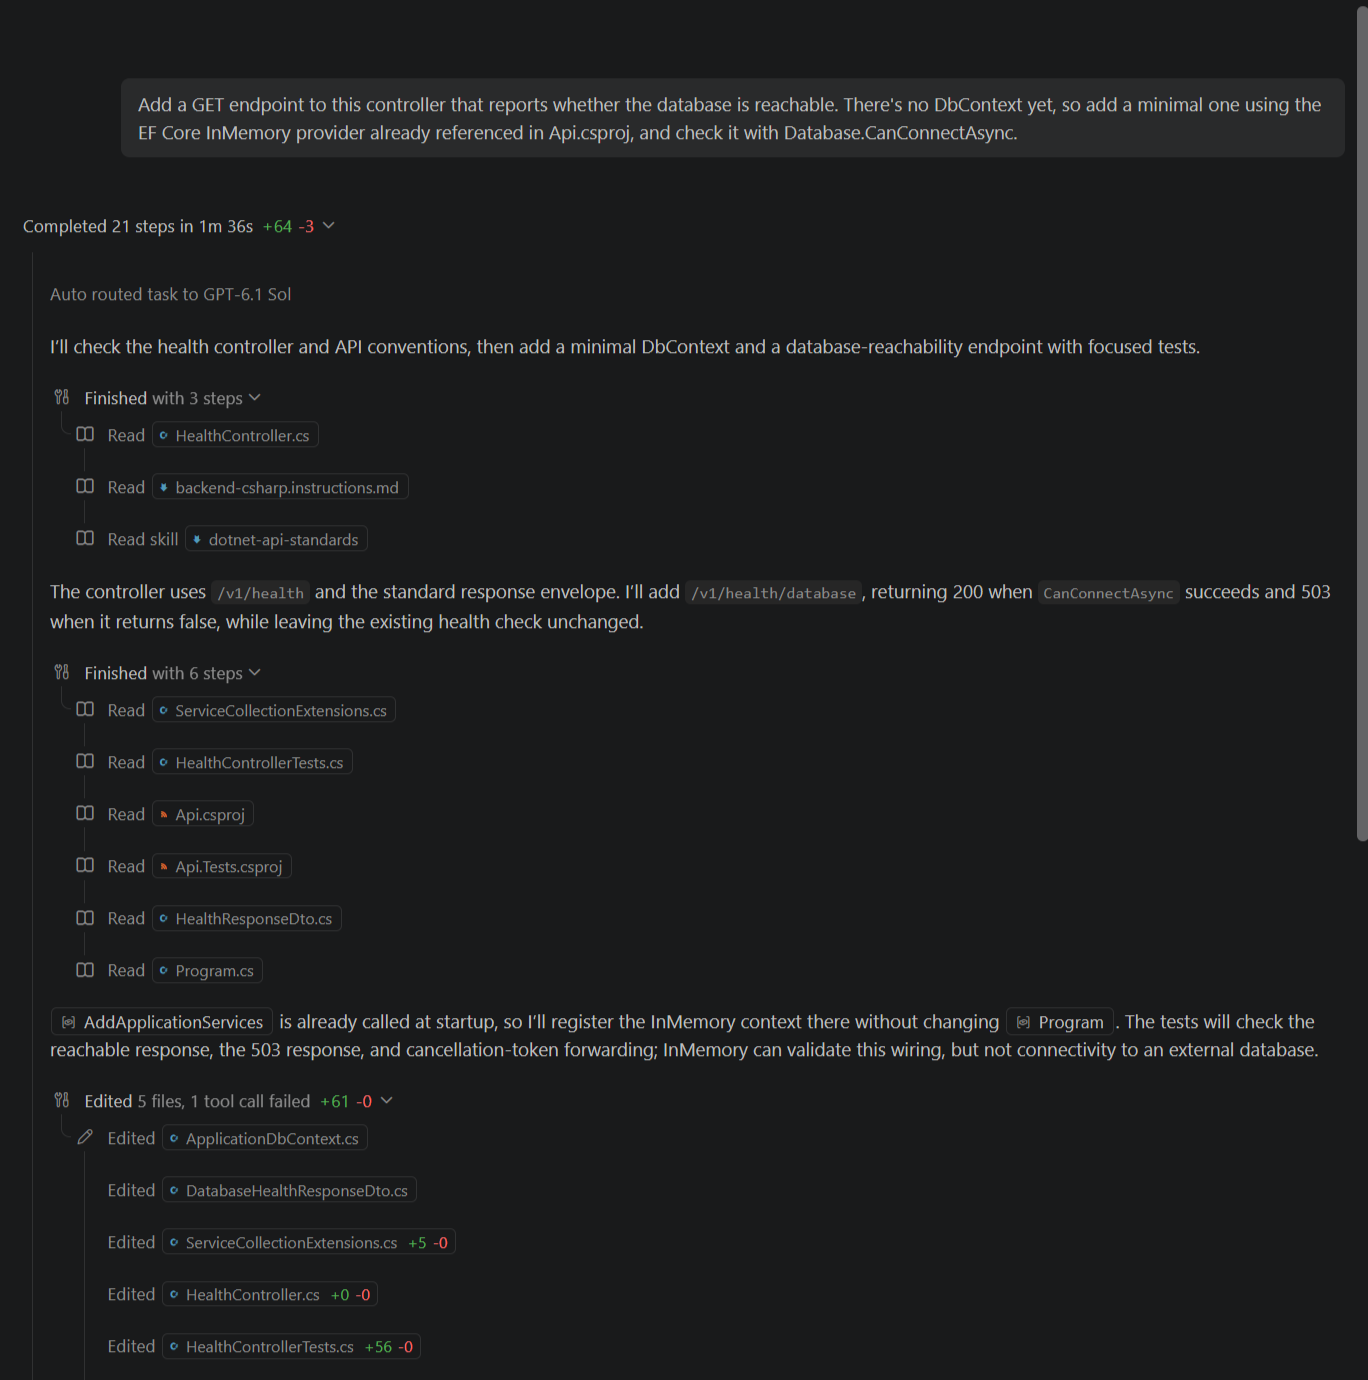 Add a GET endpoint to this controller that reports whether the database is reachable. There's no DbContext yet, so add a minimal one using the
EF Core InMemory provider already referenced in Api.csproj, and check it with Database.CanConnectAsync.
Completed 21 steps in 1m 36s +64 -3
Auto routed task to GPT-6.1 Sol
I'll check the health controller and API conventions, then add a minimal DbContext and a database-reachability endpoint with focused tests.
Finished with 3 steps
Read HealthController.cs
Read backend-csharp.instructions.md
Read skill dotnet-api-standards
The controller uses /v1/health and the standard response envelope. I'll add /v1/health/database, returning 200 when CanConnectAsync succeeds and 503
when it returns false, while leaving the existing health check unchanged.
Finished with 6 steps
Read ServiceCollectionExtensions.cs
Read HealthControllerTests.cs
Read Api.csproj
Read Api.Tests.csproj
Read HealthResponseDto.cs
Read Program.cs
AddApplicationServices is already called at startup, so I'll register the InMemory context there without changing Program. The tests will check the
reachable response, the 503 response, and cancellation-token forwarding; InMemory can validate this wiring, but not connectivity to an external database.
Edited 5 files, 1 tool call failed +61 -0
Edited ApplicationDbContext.cs
Edited DatabaseHealthResponseDto.cs
Edited ServiceCollectionExtensions.cs +5 -0
Edited HealthController.cs +0 -0
Edited HealthControllerTests.cs +56 -0